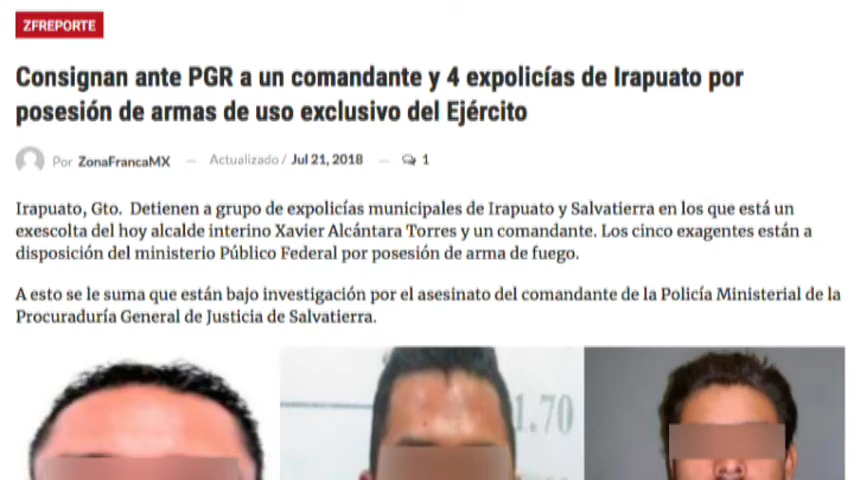 ZFREPORTE
Consignan ante PGR a un comandante y 4 expolicías de Irapuato por
posesión de armas de uso exclusivo del Ejército
Por ZonaFrancaMX — Actualizado / Jul 21, 2018 — 1
Irapuato, Gto. Detienen a grupo de expolicías municipales de Irapuato y Salvatierra en los que está un
exescolta del hoy alcalde interino Xavier Alcántara Torres y un comandante. Los cinco exagentes están a
disposición del ministerio Público Federal por posesión de arma de fuego.
A esto se le suma que están bajo investigación por el asesinato del comandante de la Policía Ministerial de la
Procuraduría General de Justicia de Salvatierra.
1.70